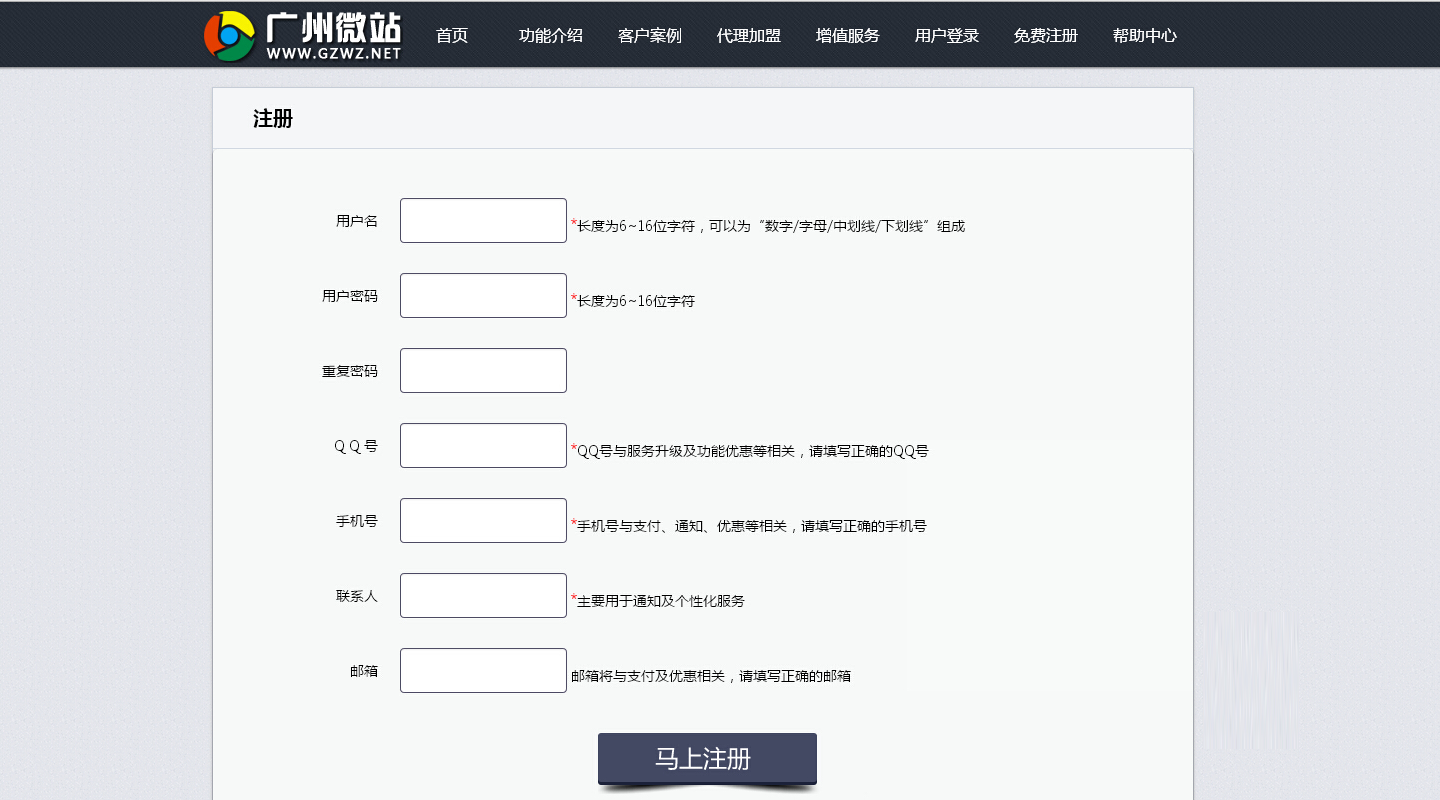 广州微站
WWW.GZWZ.NET
首页 功能介绍 客户案例 代理加盟 增值服务 用户登录 免费注册 帮助中心
注册
用户名 *长度为6~16位字符，可以为“数字/字母/中划线/下划线”组成
用户密码 *长度为6~16位字符
重复密码
Q Q 号 *QQ号与服务升级及功能优惠等相关，请填写正确的QQ号
手机号 *手机号与支付、通知、优惠等相关，请填写正确的手机号
联系人 *主要用于通知及个性化服务
邮箱 邮箱将与支付及优惠相关，请填写正确的邮箱
马上注册